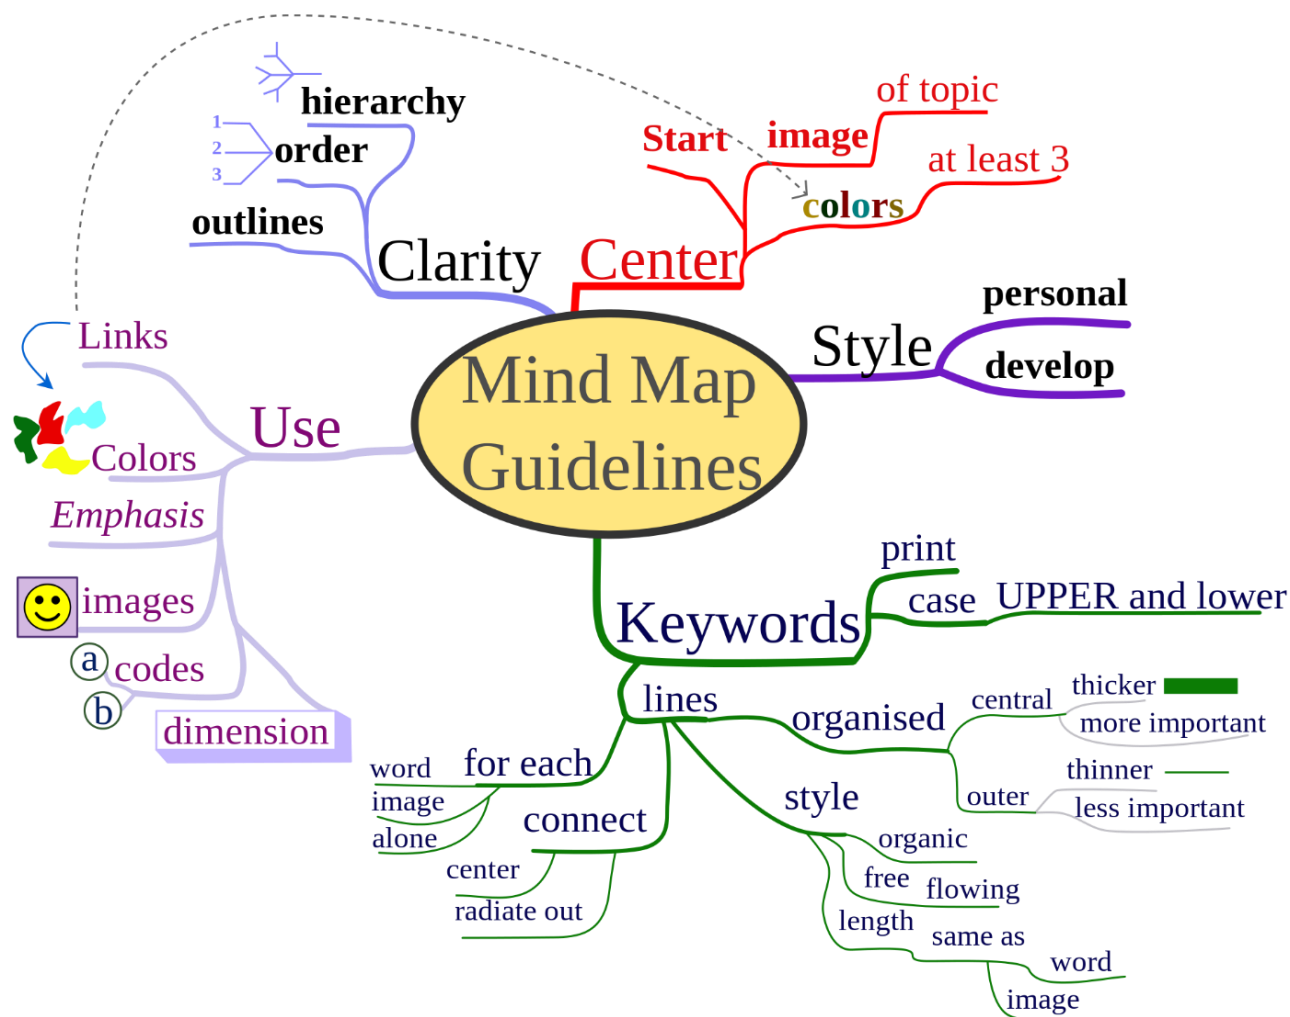 Mind Map
Guidelines
Center
Start
image
of topic
colors
at least 3
Style
personal
develop
Keywords
print
case
UPPER and lower
lines
organised
central
thicker
more important
outer
thinner
less important
style
organic
free
flowing
length
same as
word
image
connect
center
radiate out
for each
word
image
alone
Use
Links
Colors
Emphasis
images
codes
a
b
dimension
Clarity
hierarchy
order
1
2
3
outlines